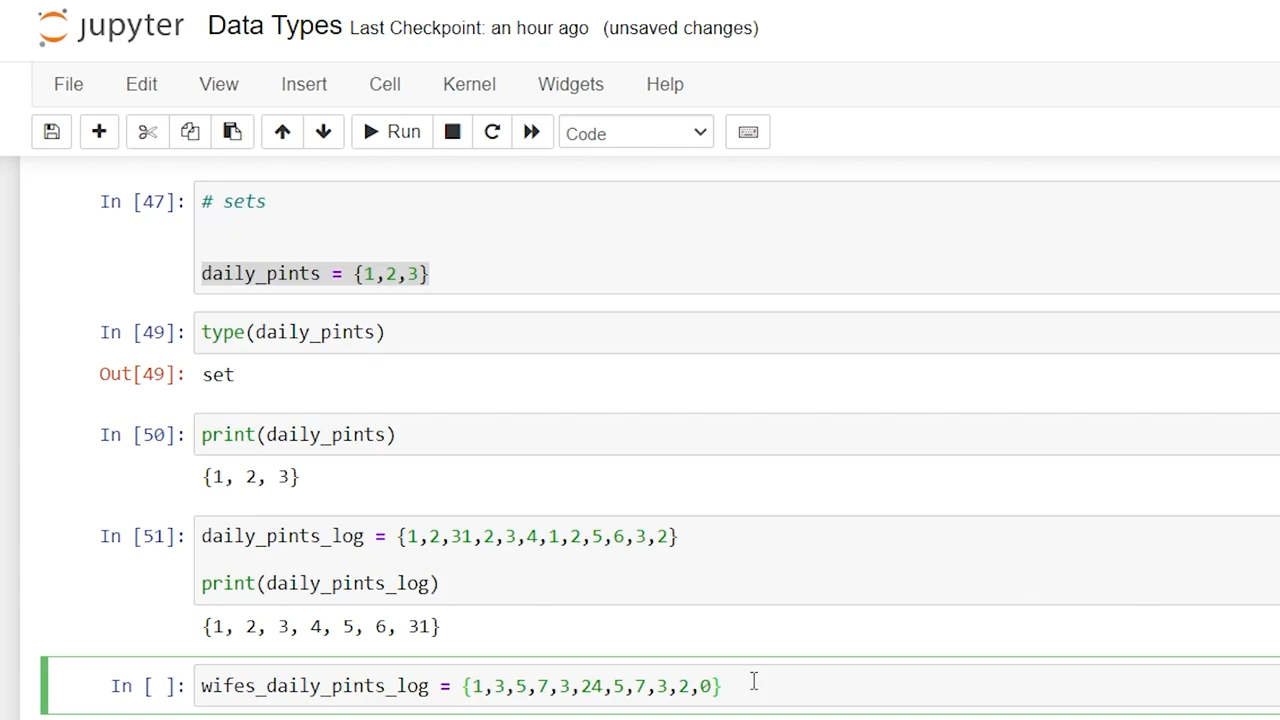 jupyter Data Types Last Checkpoint: an hour ago (unsaved changes)
File Edit View Insert Cell Kernel Widgets Help
Run Code
In [47]: # sets
daily_pints = {1,2,3}
In [49]: type(daily_pints)
Out[49]: set
In [50]: print(daily_pints)
{1, 2, 3}
In [51]: daily_pints_log = {1,2,31,2,3,4,1,2,5,6,3,2}
print(daily_pints_log)
{1, 2, 3, 4, 5, 6, 31}
In [ ]: wifes_daily_pints_log = {1,3,5,7,3,24,5,7,3,2,0}